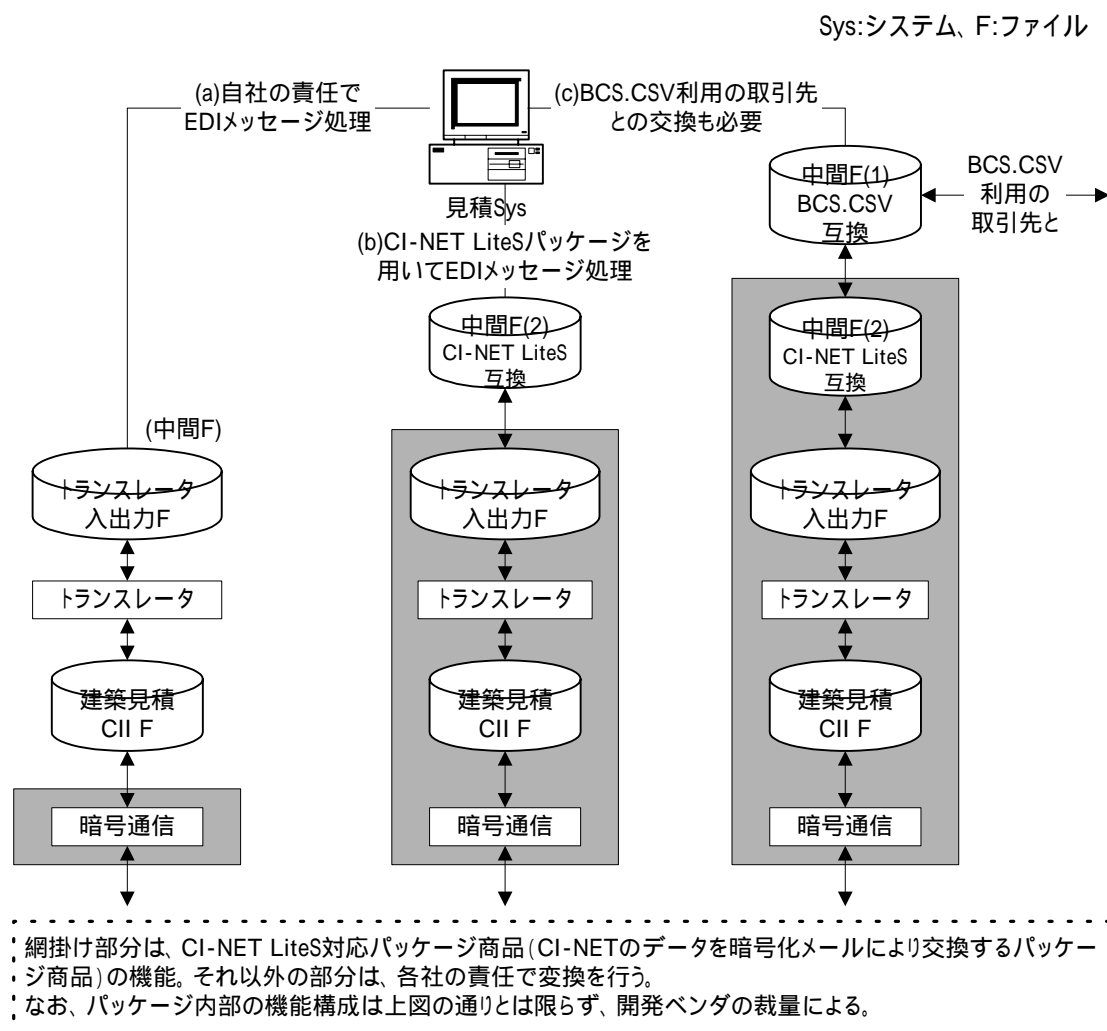 Sys:システム、F:ファイル
(a)自社の責任で
EDIメッセージ処理
(c)BCS.CSV利用の取引先
との交換も必要
見積Sys
(b)CI-NET LiteSパッケージを
用いてEDIメッセージ処理
中間F(1)
BCS.CSV
互換
BCS.CSV
利用の
取引先と
中間F(2)
CI-NET LiteS
互換
中間F(2)
CI-NET LiteS
互換
(中間F)
トランスレータ
入出力F
トランスレータ
入出力F
トランスレータ
入出力F
トランスレータ
トランスレータ
トランスレータ
建築見積
CII F
建築見積
CII F
建築見積
CII F
暗号通信
暗号通信
暗号通信
網掛け部分は、CI-NET LiteS対応パッケージ商品(CI-NETのデータを暗号化メールにより交換するパッケー
ジ商品)の機能。それ以外の部分は、各社の責任で変換を行う。
なお、パッケージ内部の機能構成は上図の通りとは限らず、開発ベンダの裁量による。